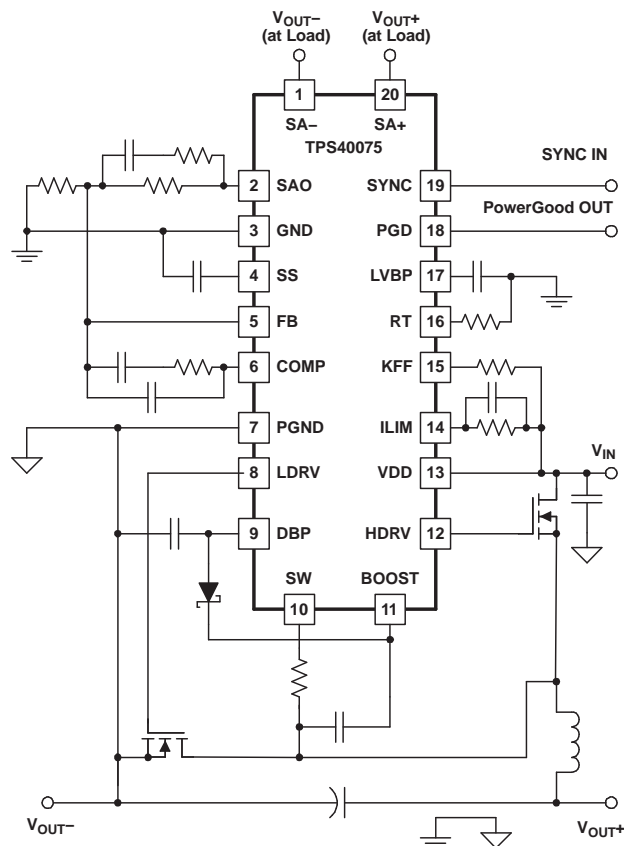 VOUT− VOUT+
(at Load) (at Load)
1 20
SA− SA+
TPS40075
SYNC IN
2 SAO SYNC 19
PowerGood OUT
3 GND PGD 18
4 SS LVBP 17
5 FB RT 16
6 COMP KFF 15
7 PGND ILIM 14
VIN
8 LDRV VDD 13
9 DBP HDRV 12
SW BOOST
10 11
VOUT− VOUT+